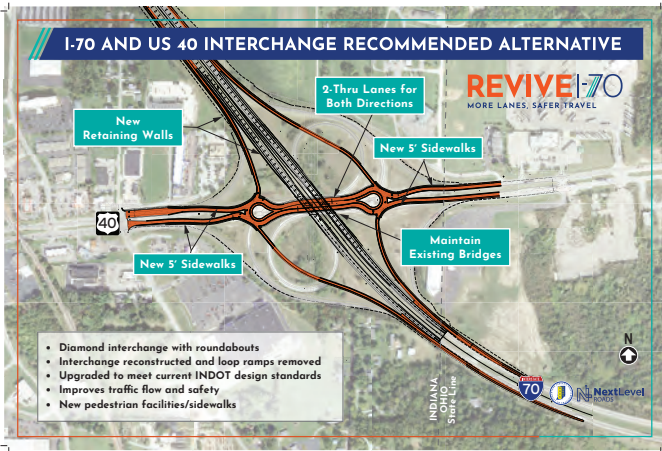 I-70 AND US 40 INTERCHANGE RECOMMENDED ALTERNATIVE
REVIVE I-70
MORE LANES, SAFER TRAVEL
2-Thru Lanes for
Both Directions
New
Retaining Walls
New 5' Sidewalks
40
New 5' Sidewalks
Maintain
Existing Bridges
• Diamond interchange with roundabouts
• Interchange reconstructed and loop ramps removed
• Upgraded to meet current INDOT design standards
• Improves traffic flow and safety
• New pedestrian facilities/sidewalks
INDIANA
OHIO
State Line
N
70
NextLevel
ROADS